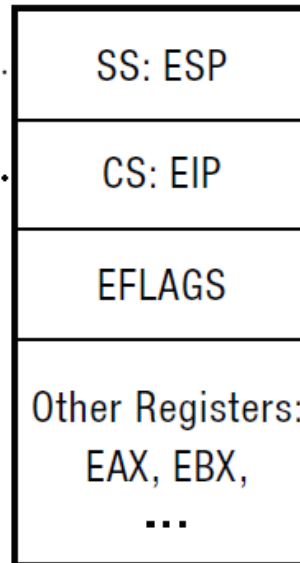 SS: ESP
CS: EIP
EFLAGS
Other Registers:
EAX, EBX,
...